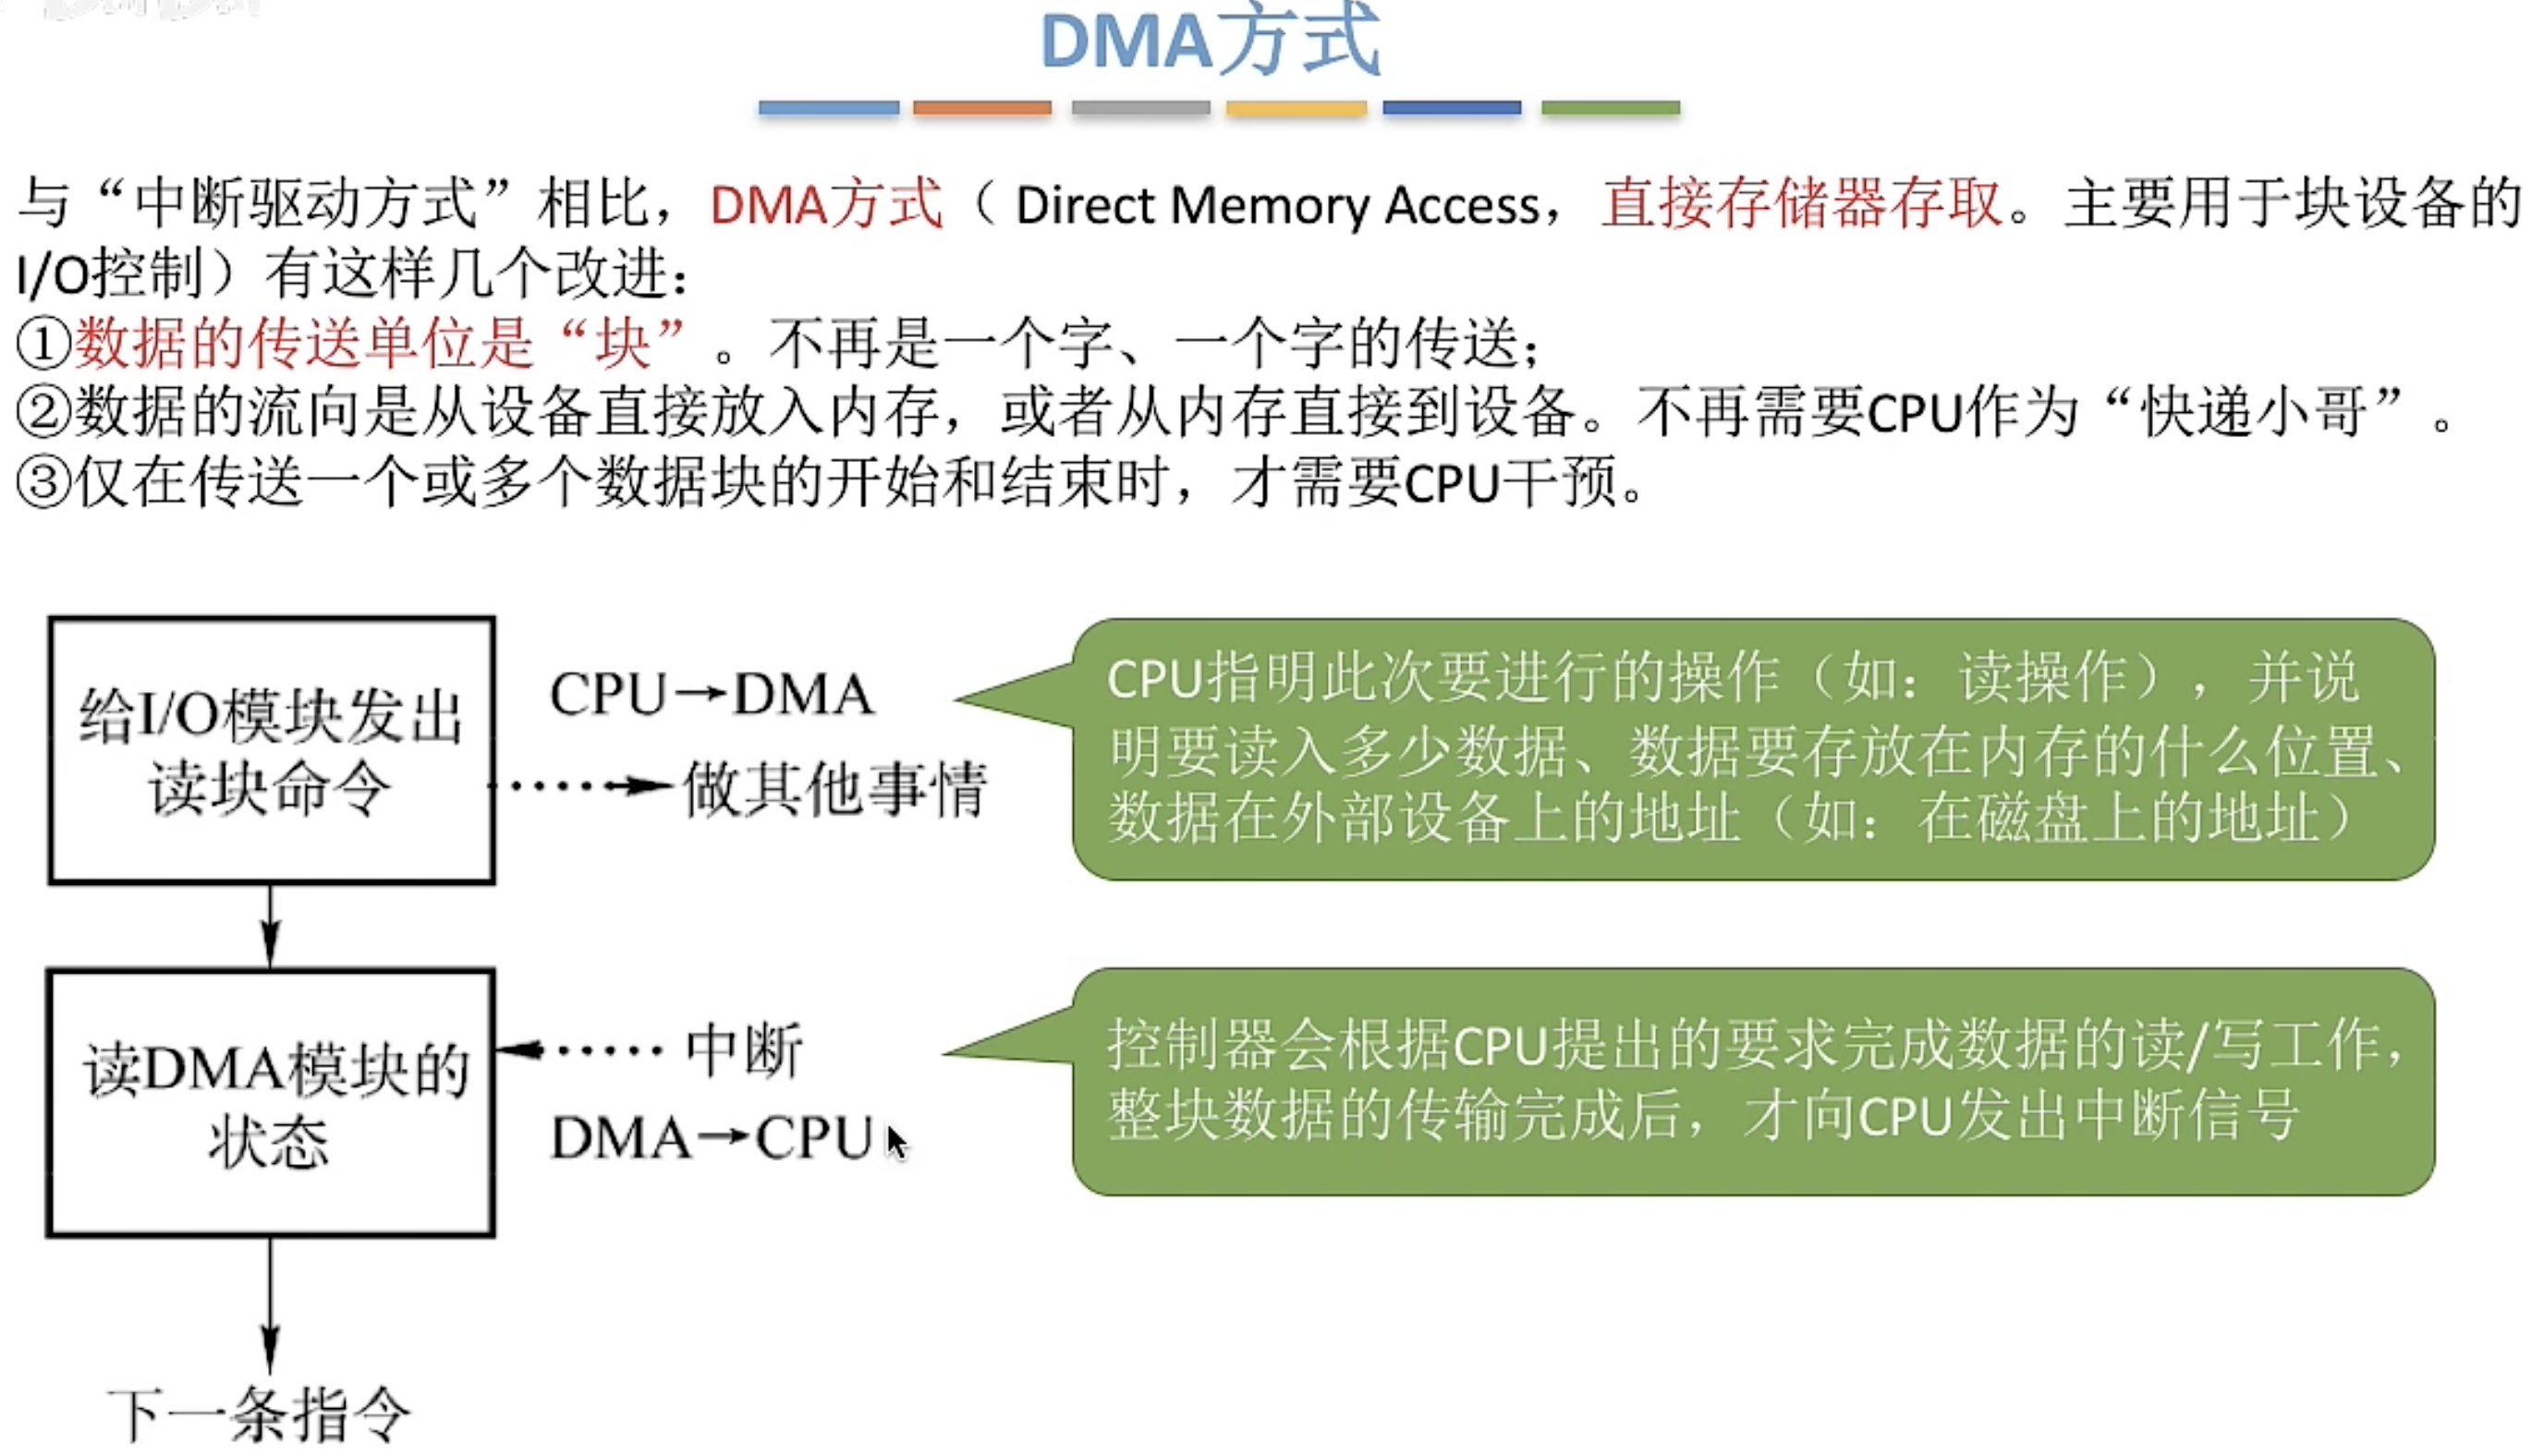 DMA方式
与“中断驱动方式”相比，DMA方式（ Direct Memory Access，直接存储器存取。主要用于块设备的
I/O控制）有这样几个改进：
①数据的传送单位是“块”。不再是一个字、一个字的传送；
②数据的流向是从设备直接放入内存，或者从内存直接到设备。不再需要CPU作为“快递小哥”。
③仅在传送一个或多个数据块的开始和结束时，才需要CPU干预。
给I/O模块发出
读块命令
CPU→DMA
做其他事情
CPU指明此次要进行的操作（如：读操作），并说
明要读入多少数据、数据要存放在内存的什么位置、
数据在外部设备上的地址（如：在磁盘上的地址）
读DMA模块的
状态
中断
DMA→CPU
控制器会根据CPU提出的要求完成数据的读/写工作，
整块数据的传输完成后，才向CPU发出中断信号
下一条指令